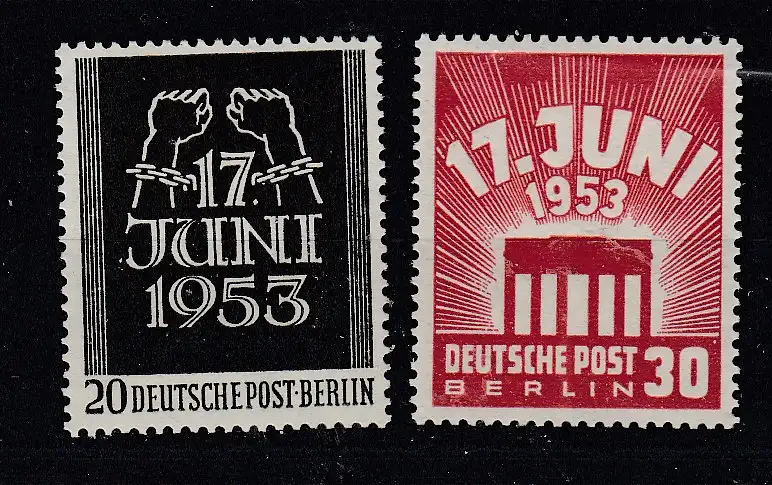 17.
JUNI
1953
20 DEUTSCHE POST·BERLIN
17. JUNI
1953
DEUTSCHE POST
BERLIN 30